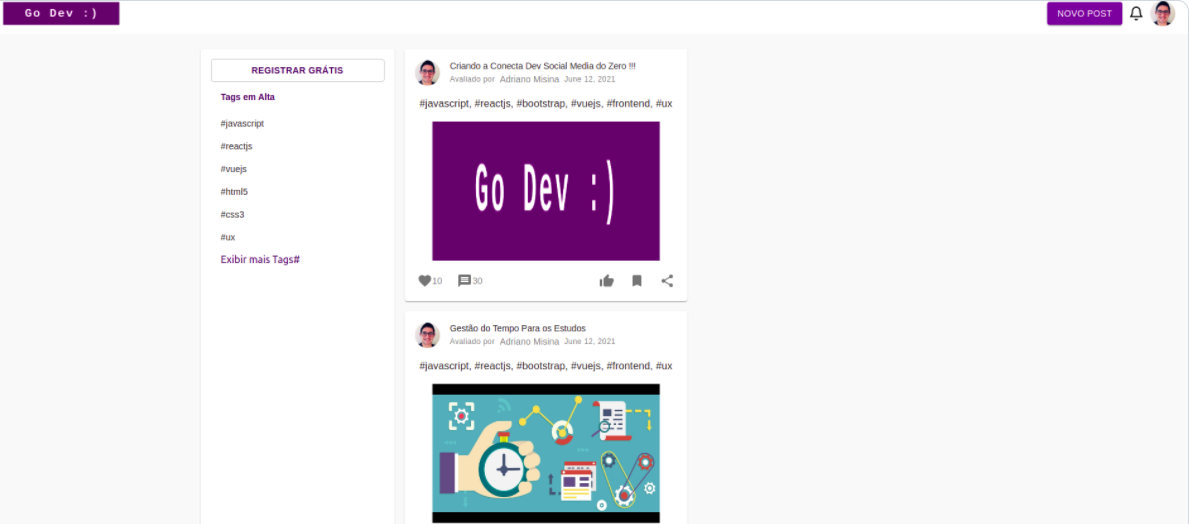 Go Dev :)
NOVO POST
REGISTRAR GRÁTIS
Tags em Alta
#javascript
#reactjs
#vuejs
#html5
#css3
#ux
Exibir mais Tags#
Criando a Conecta Dev Social Media do Zero !!!
Avaliado por Adriano Misina June 12, 2021
#javascript, #reactjs, #bootstrap, #vuejs, #frontend, #ux
Go Dev :)
10 30
Gestão do Tempo Para os Estudos
Avaliado por Adriano Misina June 12, 2021
#javascript, #reactjs, #bootstrap, #vuejs, #frontend, #ux